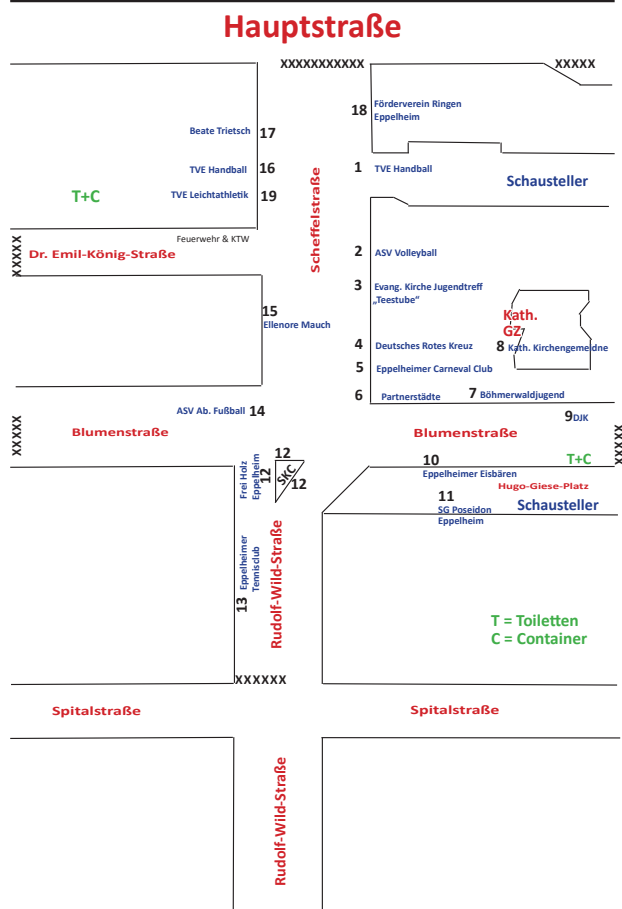 Hauptstraße
XXXXXXXXXXX
XXXXX
18 Förderverein Ringen
Eppelheim
Beate Trietsch 17
TVE Handball 16
1 TVE Handball
Schausteller
T+C
TVE Leichtathletik 19
Scheffelstraße
Feuerwehr & KTW
XXXXX
Dr. Emil-König-Straße
2 ASV Volleyball
3 Evang. Kirche Jugendtreff
„Teestube"
15
Ellenore Mauch
Kath.
GZ
4 Deutsches Rotes Kreuz
8 Kath. Kirchengemeidne
5 Eppelheimer Carneval Club
6 Partnerstädte
7 Böhmerwaldjugend
ASV Ab. Fußball 14
9 DJK
XXXXX
Blumenstraße
Blumenstraße
XXXXX
12
Frei Holz
Eppelheim
12
SKC
12
10
Eppelheimer Eisbären
T+C
Hugo-Giese-Platz
11
SG Poseidon
Eppelheim
Schausteller
13 Eppelheimer
Tennisclub
Rudolf-Wild-Straße
T = Toiletten
C = Container
XXXXXX
Spitalstraße
Spitalstraße
Rudolf-Wild-Straße